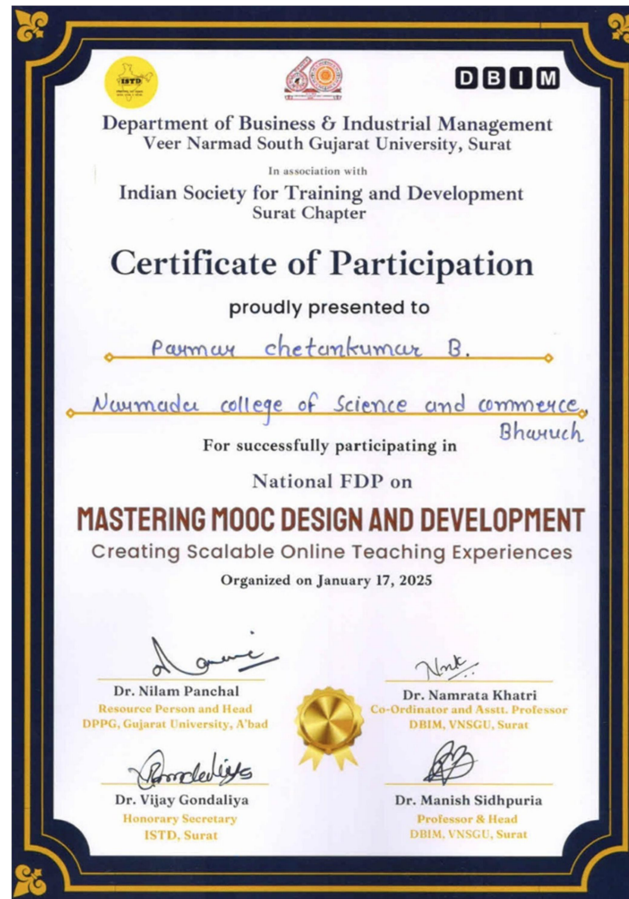 ISTD
DBIM
Department of Business & Industrial Management
Veer Narmad South Gujarat University, Surat
In association with
Indian Society for Training and Development
Surat Chapter
Certificate of Participation
proudly presented to
Parmar chetankumar B.
Narmada college of Science and commerce,
Bharuch
For successfully participating in
National FDP on
MASTERING MOOC DESIGN AND DEVELOPMENT
Creating Scalable Online Teaching Experiences
Organized on January 17, 2025
Dr. Nilam Panchal
Resource Person and Head
DPPG, Gujarat University, A'bad
Dr. Namrata Khatri
Co-Ordinator and Asstt. Professor
DBIM, VNSGU, Surat
Dr. Vijay Gondaliya
Honorary Secretary
ISTD, Surat
Dr. Manish Sidhpuria
Professor & Head
DBIM, VNSGU, Surat